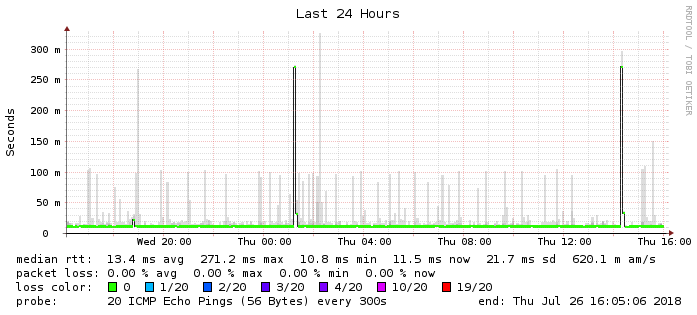 Last 24 Hours
RRDTOOL / TOBI OETIKER
Seconds
300 m
250 m
200 m
150 m
100 m
50 m
0
Wed 20:00 Thu 00:00 Thu 04:00 Thu 08:00 Thu 12:00 Thu 16:00
median rtt: 13.4 ms avg 271.2 ms max 10.8 ms min 11.5 ms now 21.7 ms sd 620.1 m am/s
packet loss: 0.00 % avg 0.00 % max 0.00 % min 0.00 % now
loss color: 0 1/20 2/20 3/20 4/20 10/20 19/20
probe: 20 ICMP Echo Pings (56 Bytes) every 300s end: Thu Jul 26 16:05:06 2018